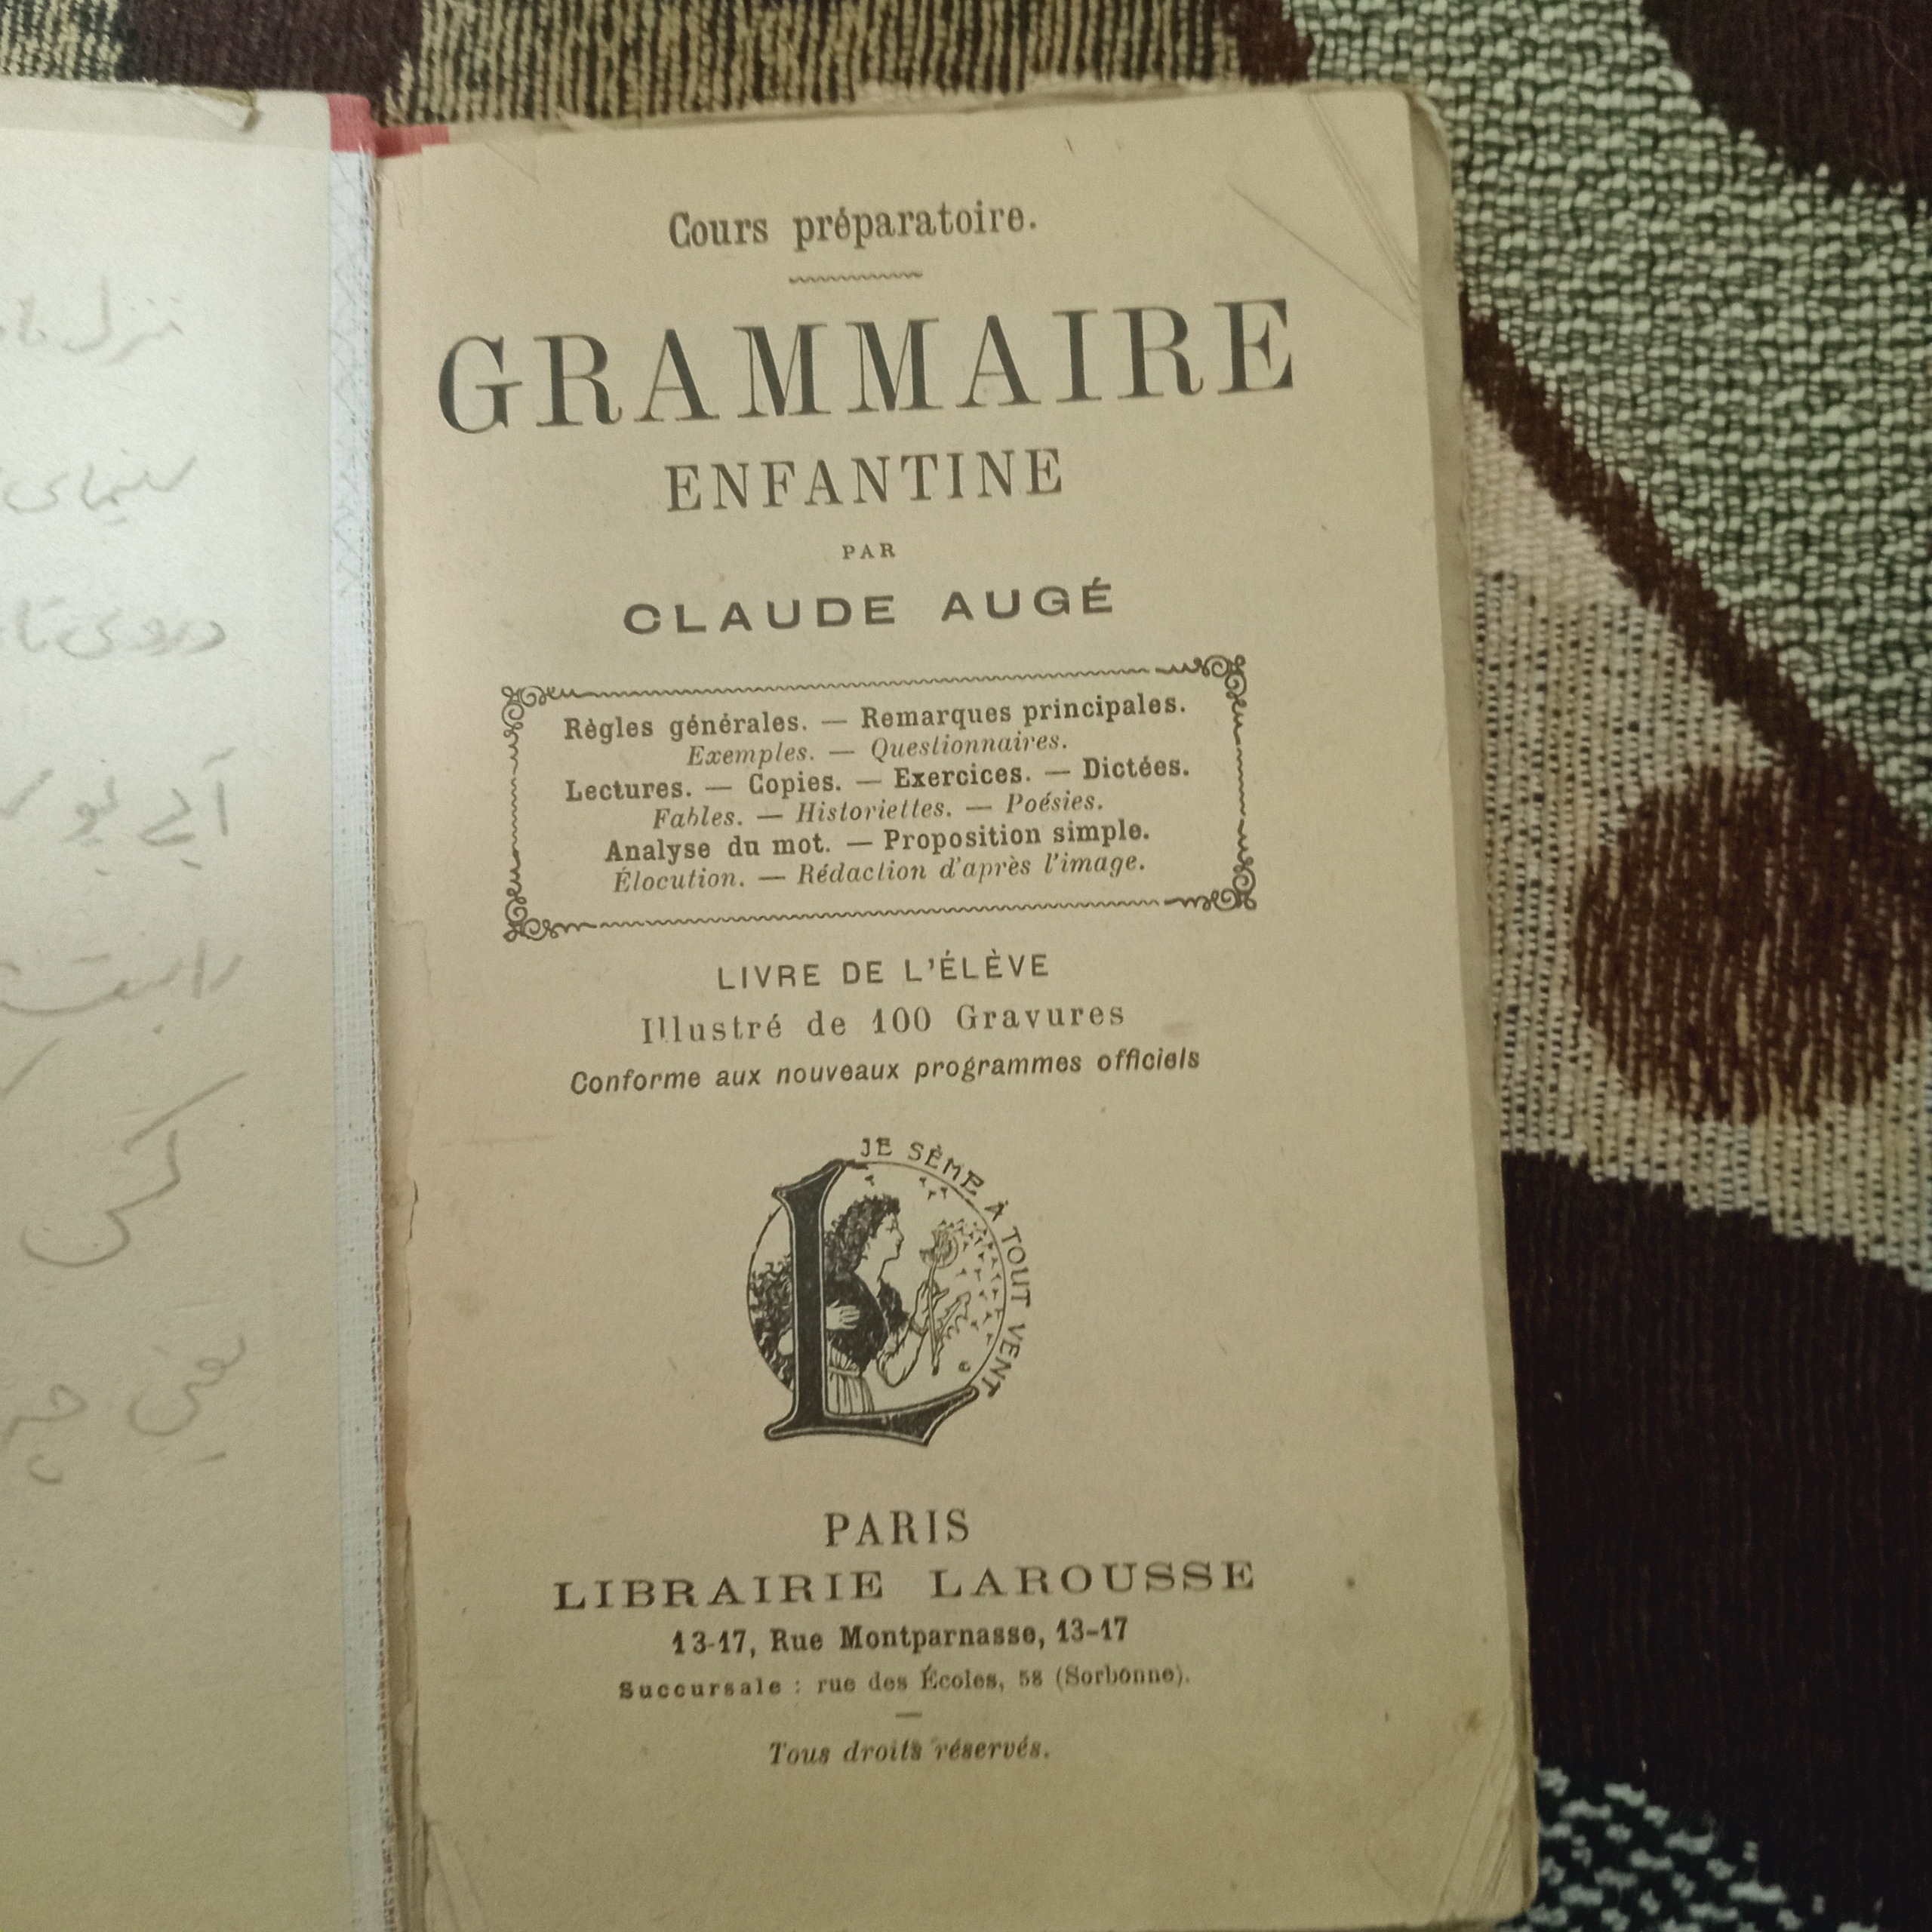 Cours préparatoire.
GRAMMAIRE
ENFANTINE
PAR
CLAUDE AUGÉ
Règles générales. — Remarques principales.
Exemples. — Questionnaires.
Lectures. — Copies. — Exercices. — Dictées.
Fables. — Historiettes. — Poésies.
Analyse du mot. — Proposition simple.
Élocution. — Rédaction d'après l'image.
LIVRE DE L'ÉLÈVE
Illustré de 100 Gravures
Conforme aux nouveaux programmes officiels
JE SÈME À TOUT VENT
PARIS
LIBRAIRIE LAROUSSE
13-17, Rue Montparnasse, 13-17
Succursale : rue des Écoles, 58 (Sorbonne).
Tous droits réservés.